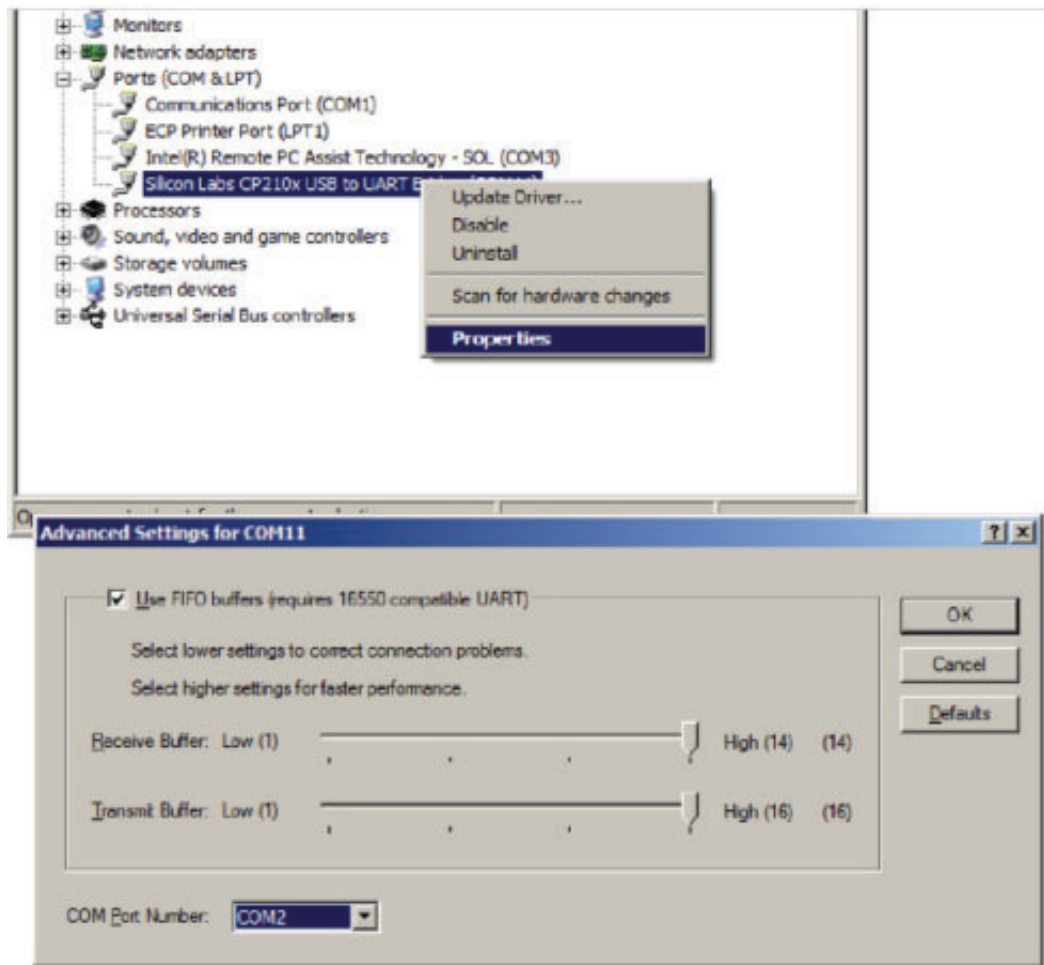 Monitors
Network adapters
Ports (COM & LPT)
Communications Port (COM1)
ECP Printer Port (LPT1)
Intel(R) Remote PC Assist Technology - SOL (COM3)
Silicon Labs CP210x USB to UART
Update Driver...
Processors
Disable
Sound, video and game controllers
Uninstall
Storage volumes
System devices
Scan for hardware changes
Universal Serial Bus controllers
Properties
Advanced Settings for COM11
Use FIFO buffers (requires 16550 compatible UART)
OK
Select lower settings to correct connection problems.
Cancel
Select higher settings for faster performance.
Defaults
Receive Buffer: Low (1) High (14) (14)
Transmit Buffer: Low (1) High (16) (16)
COM Port Number: COM2